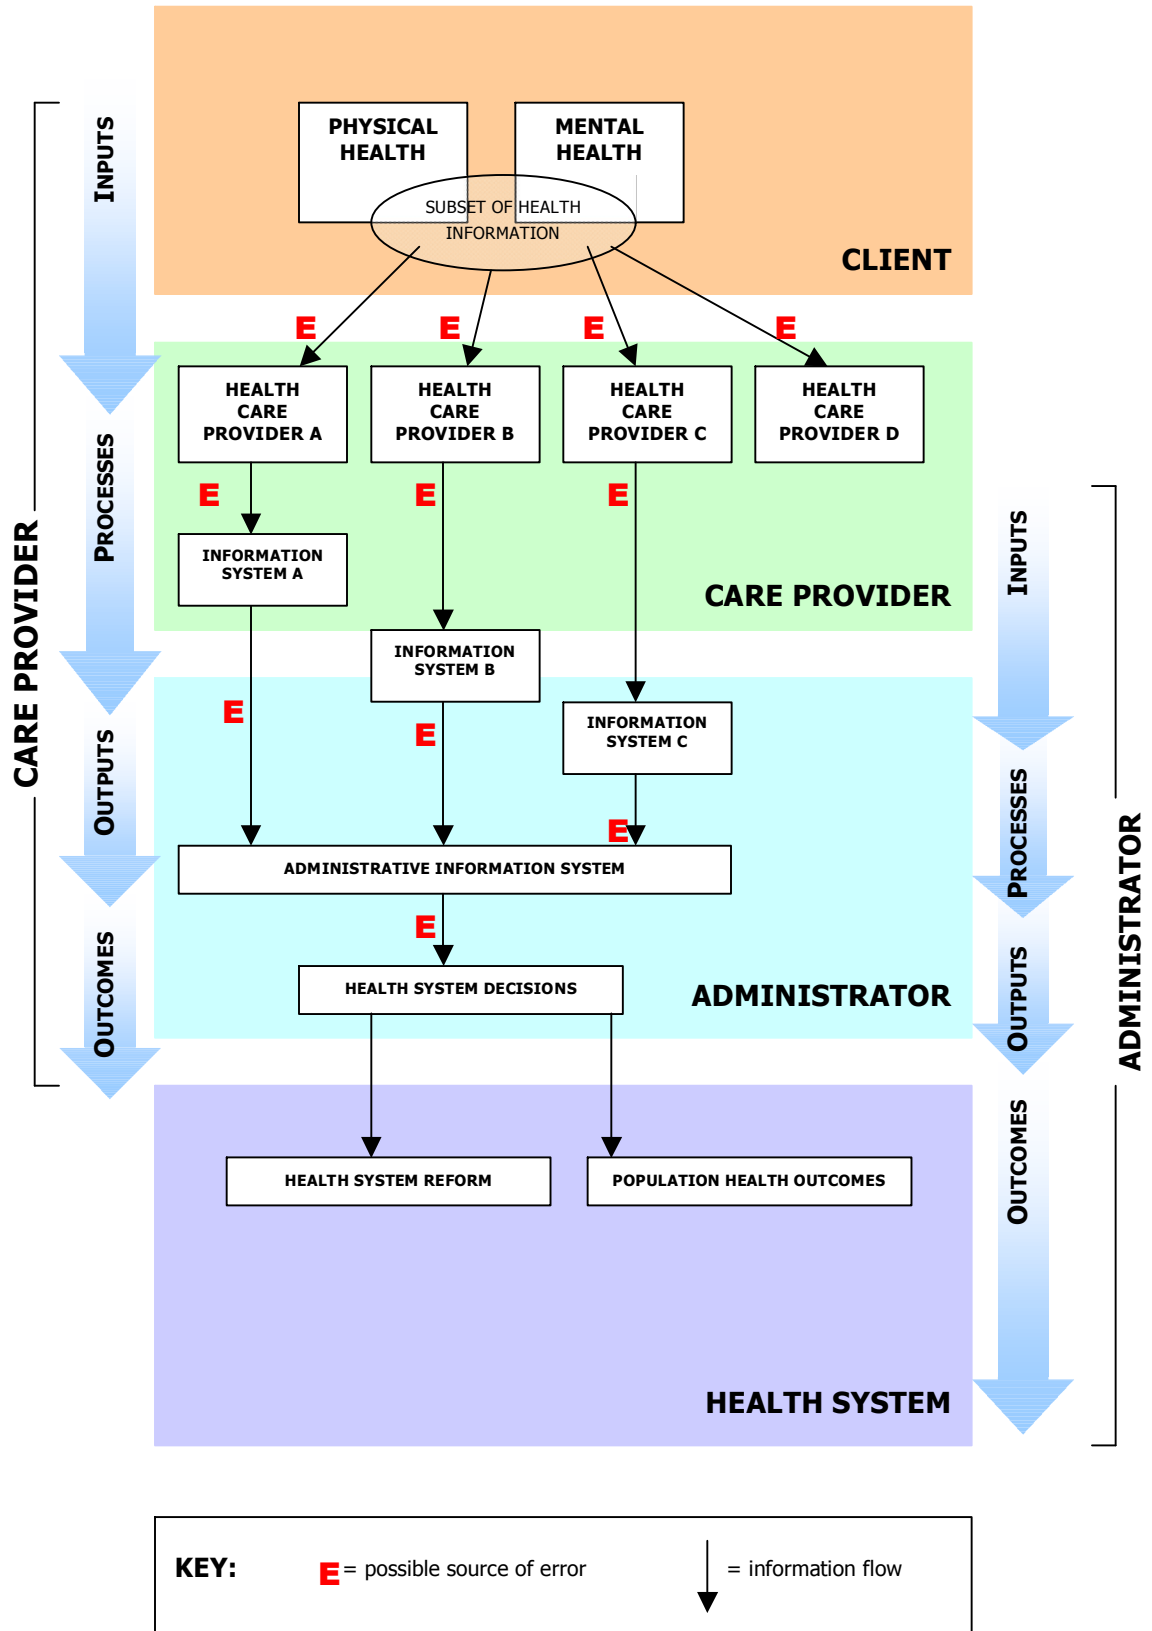 PHYSICAL
HEALTH
MENTAL
HEALTH
SUBSET OF HEALTH
INFORMATION
CLIENT
E
E
E
E
HEALTH
CARE
PROVIDER A
HEALTH
CARE
PROVIDER B
HEALTH
CARE
PROVIDER C
HEALTH
CARE
PROVIDER D
E
E
E
INFORMATION
SYSTEM A
CARE PROVIDER
INFORMATION
SYSTEM B
INFORMATION
SYSTEM C
E
E
E
ADMINISTRATIVE INFORMATION SYSTEM
E
HEALTH SYSTEM DECISIONS
ADMINISTRATOR
HEALTH SYSTEM REFORM
POPULATION HEALTH OUTCOMES
HEALTH SYSTEM
CARE PROVIDER
INPUTS
PROCESSES
OUTPUTS
OUTCOMES
INPUTS
PROCESSES
OUTPUTS
OUTCOMES
ADMINISTRATOR
KEY:
E = possible source of error
= information flow